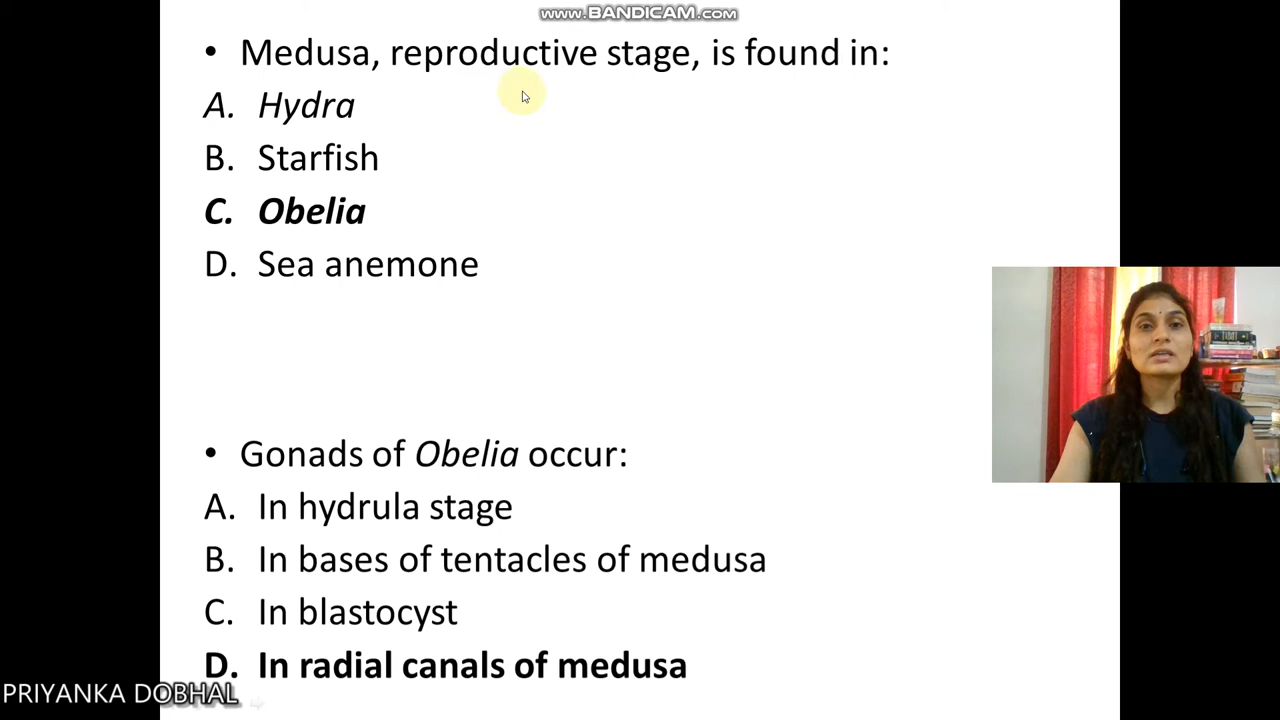 www.BANDICAM.com
• Medusa, reproductive stage, is found in:
A. Hydra
B. Starfish
C. Obelia
D. Sea anemone
• Gonads of Obelia occur:
A. In hydrula stage
B. In bases of tentacles of medusa
C. In blastocyst
D. In radial canals of medusa
PRIYANKA DOBHAL